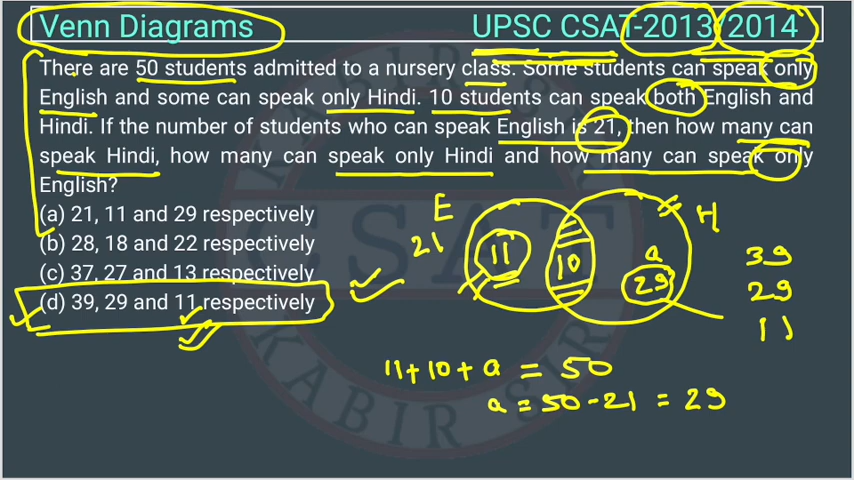 Venn Diagrams
UPSC CSAT-2013/2014
There are 50 students admitted to a nursery class. Some students can speak only
English and some can speak only Hindi. 10 students can speak both English and
Hindi. If the number of students who can speak English is 21, then how many can
speak Hindi, how many can speak only Hindi and how many can speak only
English?
(a) 21, 11 and 29 respectively
(b) 28, 18 and 22 respectively
(c) 37, 27 and 13 respectively
(d) 39, 29 and 11 respectively
E
H
21
11
10
a
29
39
29
11
11+10+a = 50
a = 50-21 = 29
CSAT
KABIR SIR
KABIR SIR